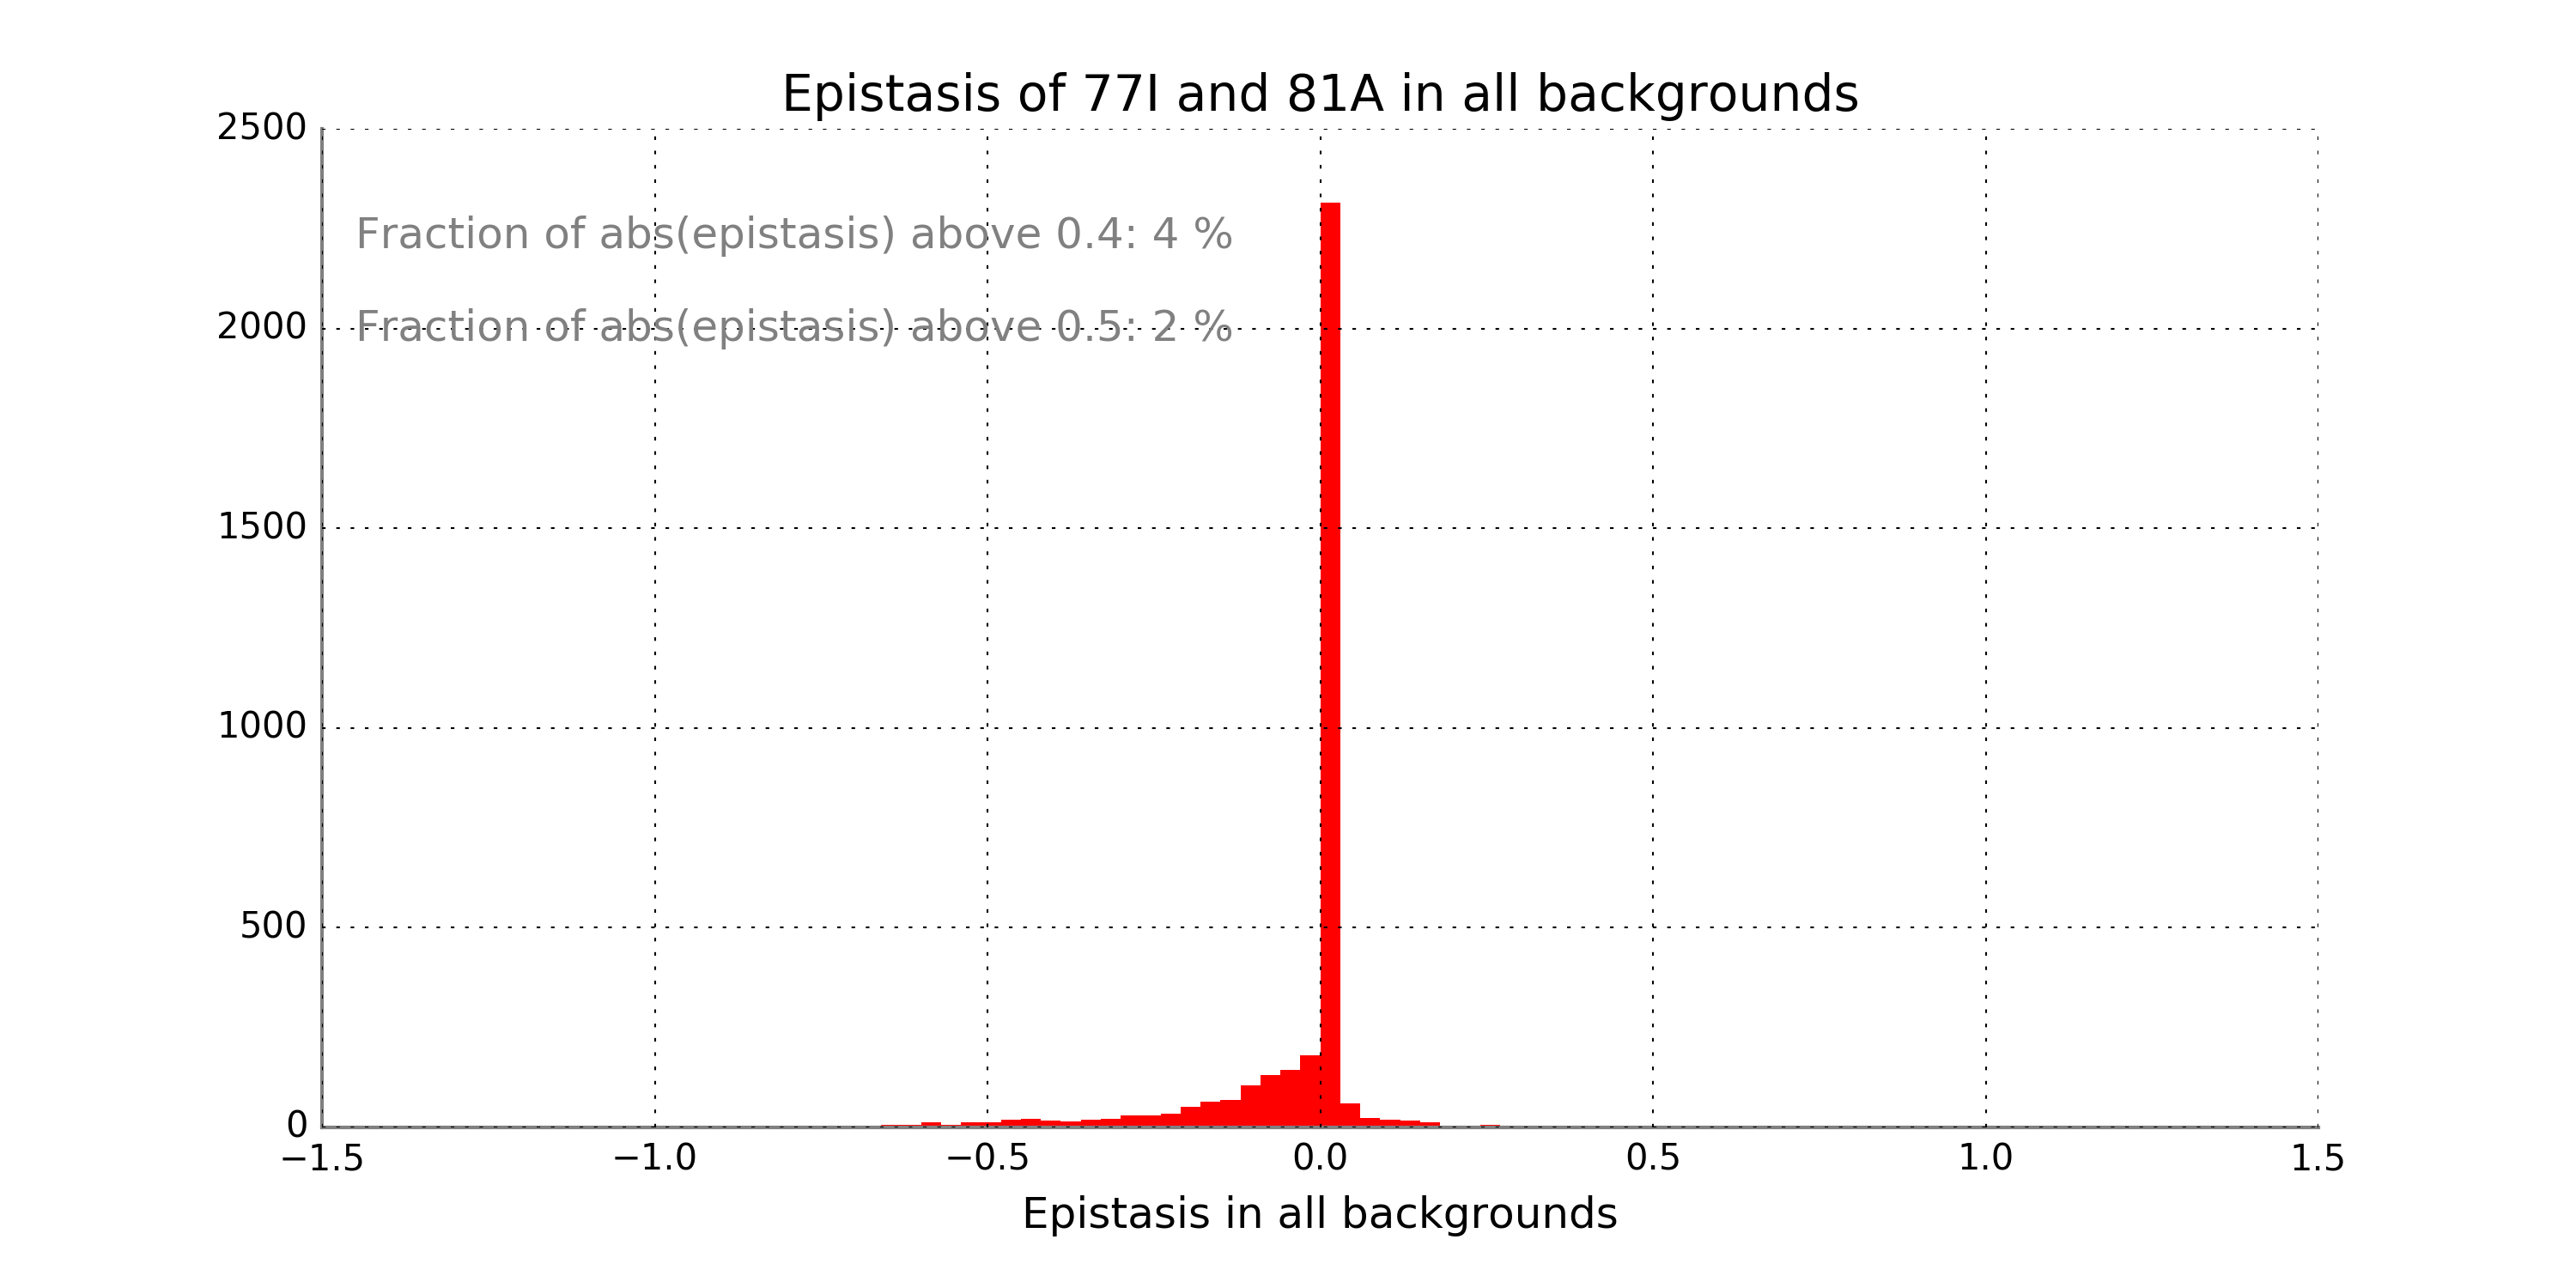 Epistasis of 77I and 81A in all backgrounds
2500
Fraction of abs(epistasis) above 0.4: 4 %
2000
Fraction of abs(epistasis) above 0.5: 2 %
1500
1000
500
0
−1.5 −1.0 −0.5 0.0 0.5 1.0 1.5
Epistasis in all backgrounds